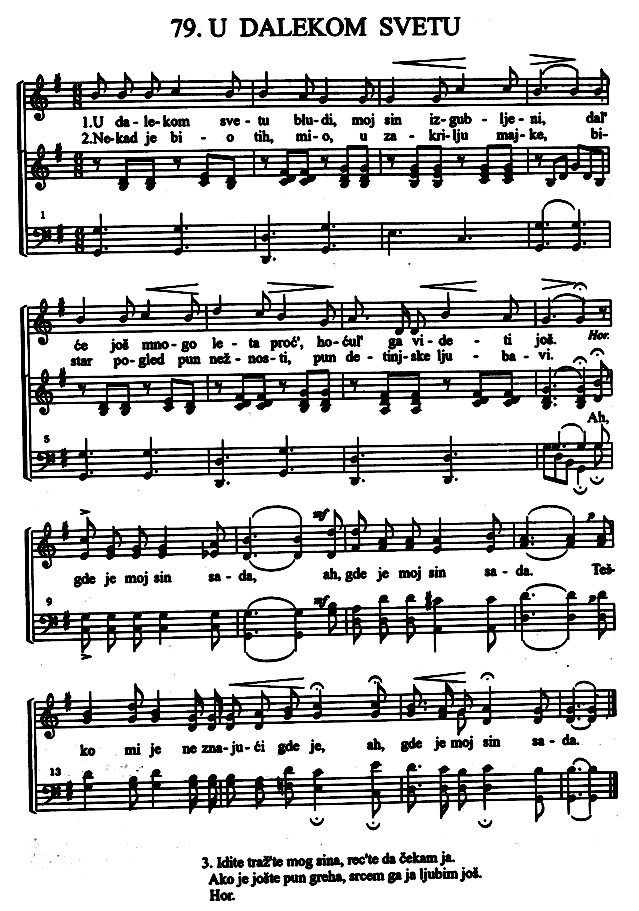 79. U DALEKOM SVETU
1.U da-le-kom sve-tu blu-di, moj sin iz-gub-lje-ni, dal'
2.Ne-kad je bi-o tih, mi-o, u za-kri-lju maj-ke, bi-
1
će još mno-go le-ta proć', ho-ćul' ga vi-de-ti još. Hor.
star po-gled pun než-nos-ti, pun de-tinj-ske lju-ba-vi.
5
Ah,
mf
gde je moj sin sa-da, ah, gde je moj sin sa-da. Teš-
p
9
mf
p
ko mi je ne zna-ju-ći gde je, ah, gde je moj sin sa-da.
13
3. Idite traž'te mog sina, rec'te da čekam ja.
Ako je jošte pun greha, srcem ga ja ljubim još.
Hor.